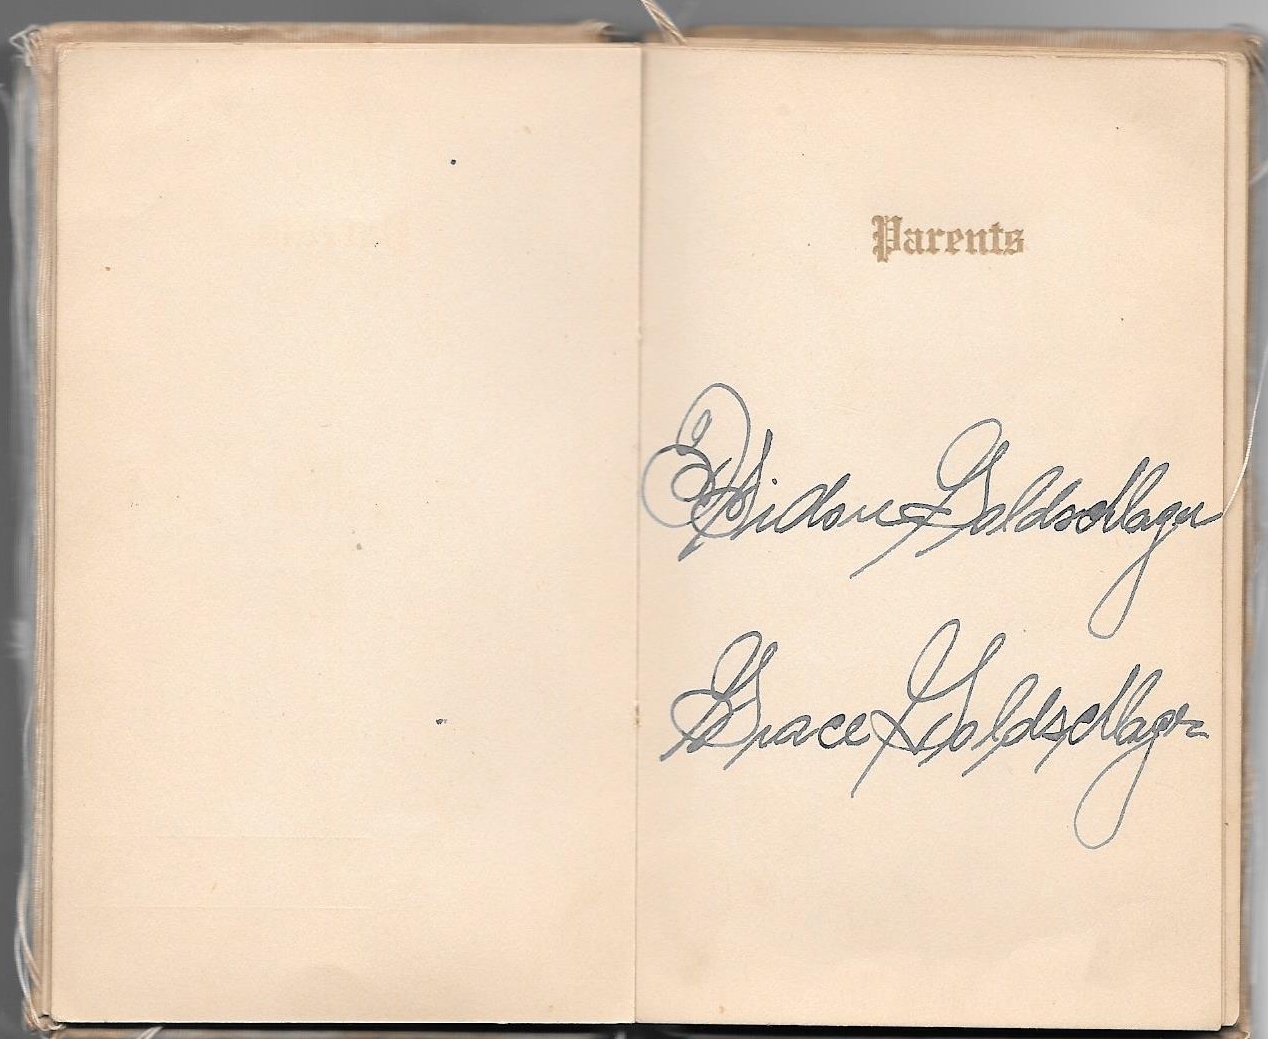 Parents
Isidore Goldschlager
Grace Goldschlager